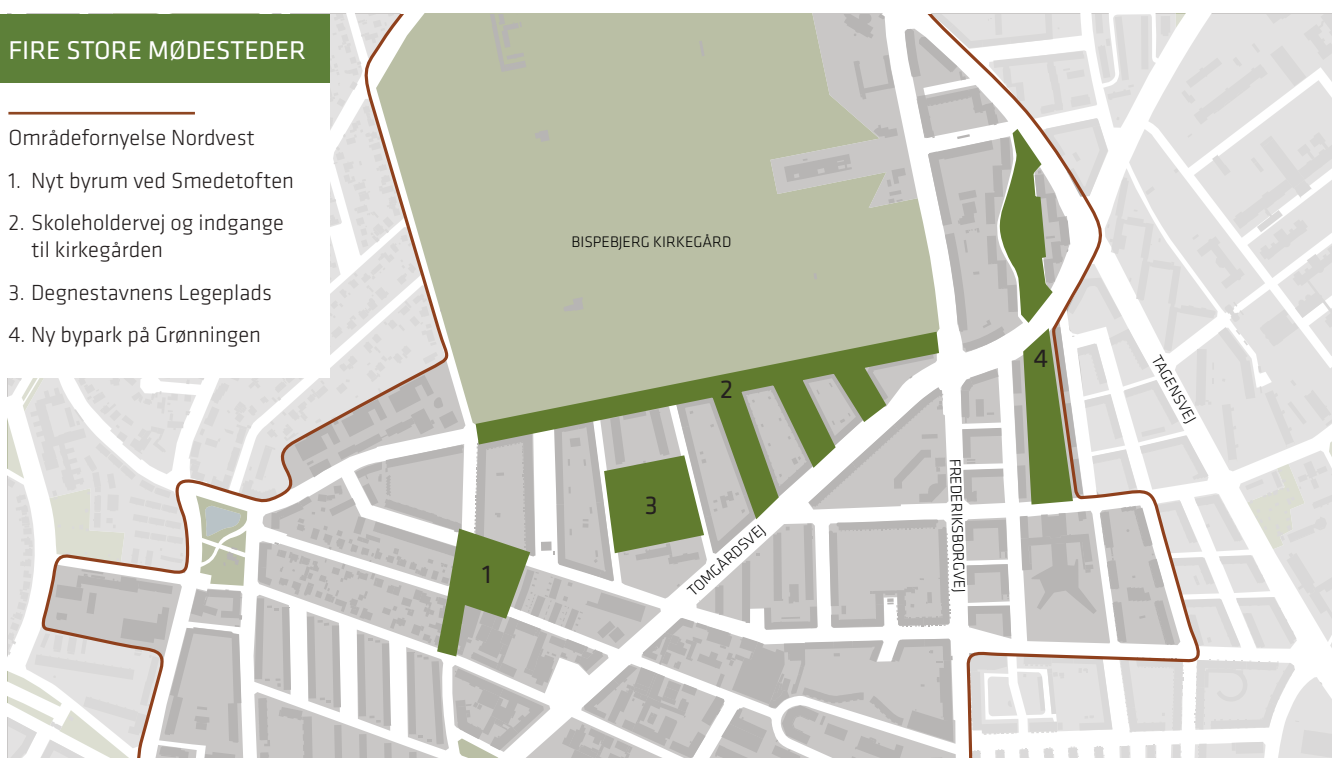 FIRE STORE MØDESTEDER
Områdefornyelse Nordvest
1. Nyt byrum ved Smedetoften
2. Skoleholdervej og indgange
til kirkegården
3. Degnestavnens Legeplads
4. Ny bypark på Grønningen
BISPEBJERG KIRKEGÅRD
4
TAGENSVEJ
2
FREDERIKSBORGVEJ
3
TOMGÅRDSVEJ
1